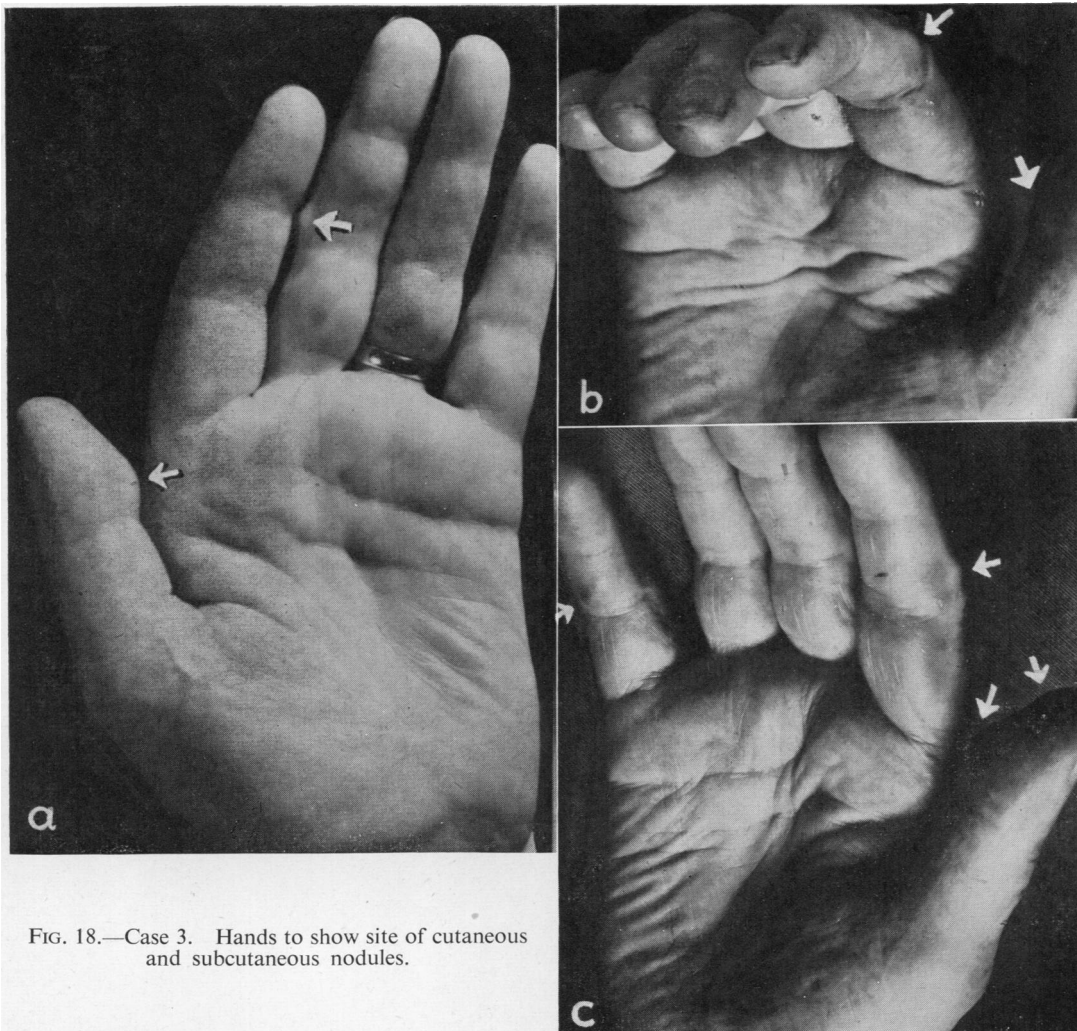 a
b
c
FIG. 18.—Case 3. Hands to show site of cutaneous
and subcutaneous nodules.